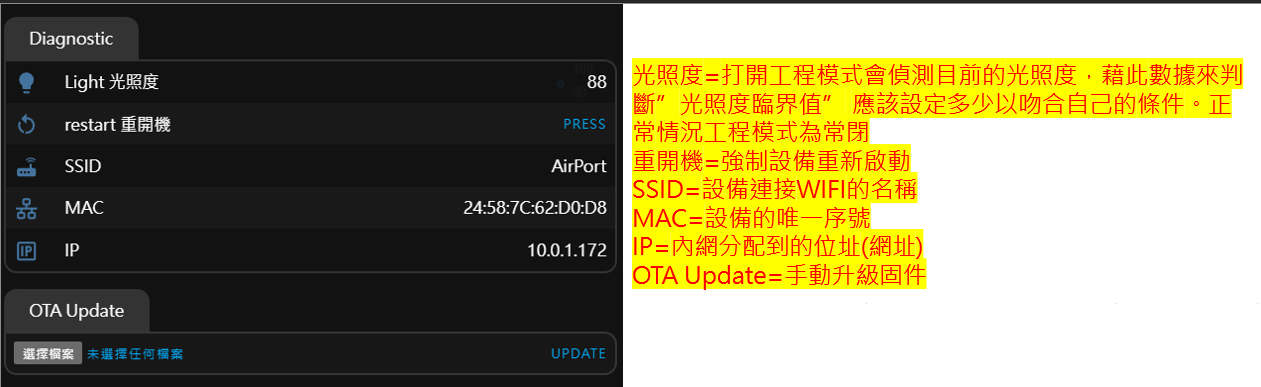 Diagnostic
Light 光照度 88
restart 重開機 PRESS
SSID AirPort
MAC 24:58:7C:62:D0:D8
IP 10.0.1.172
OTA Update
選擇檔案 未選擇任何檔案 UPDATE
光照度=打開工程模式會偵測目前的光照度，藉此數據來判
斷”光照度臨界值” 應該設定多少以吻合自己的條件。正
常情況工程模式為常閉
重開機=強制設備重新啟動
SSID=設備連接WIFI的名稱
MAC=設備的唯一序號
IP=內網分配到的位址(網址)
OTA Update=手動升級固件